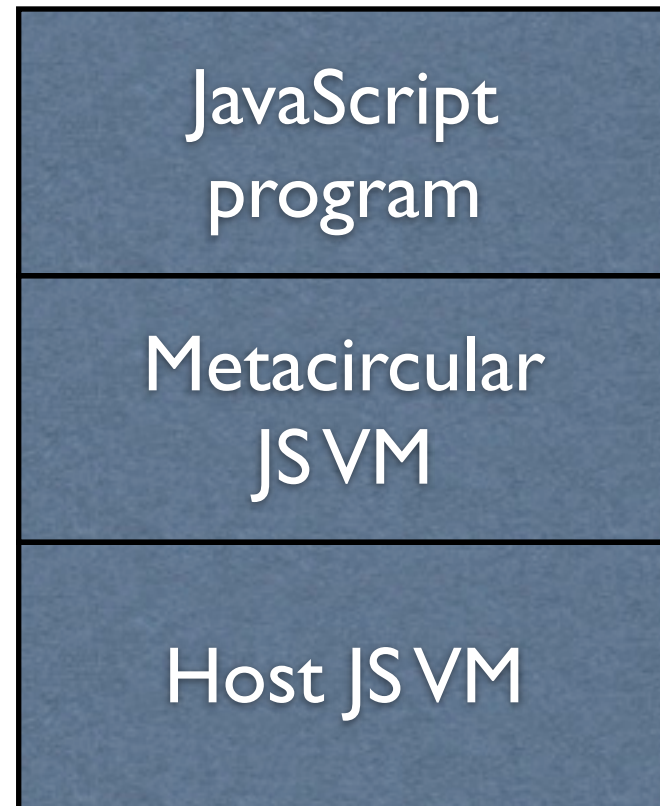 JavaScript
program
Metacircular
JS VM
Host JS VM